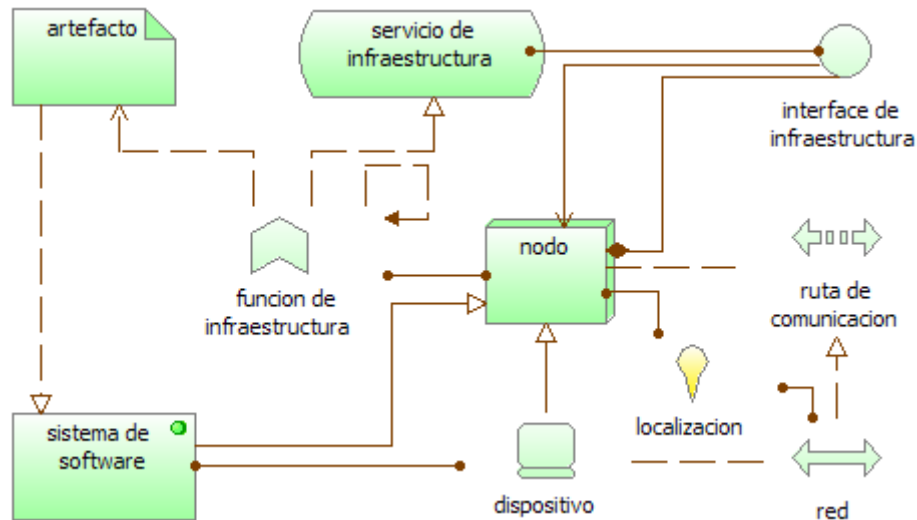 artefacto
servicio de
infraestructura
interface de
infraestructura
nodo
funcion de
infraestructura
ruta de
comunicacion
localizacion
sistema de
software
dispositivo
red